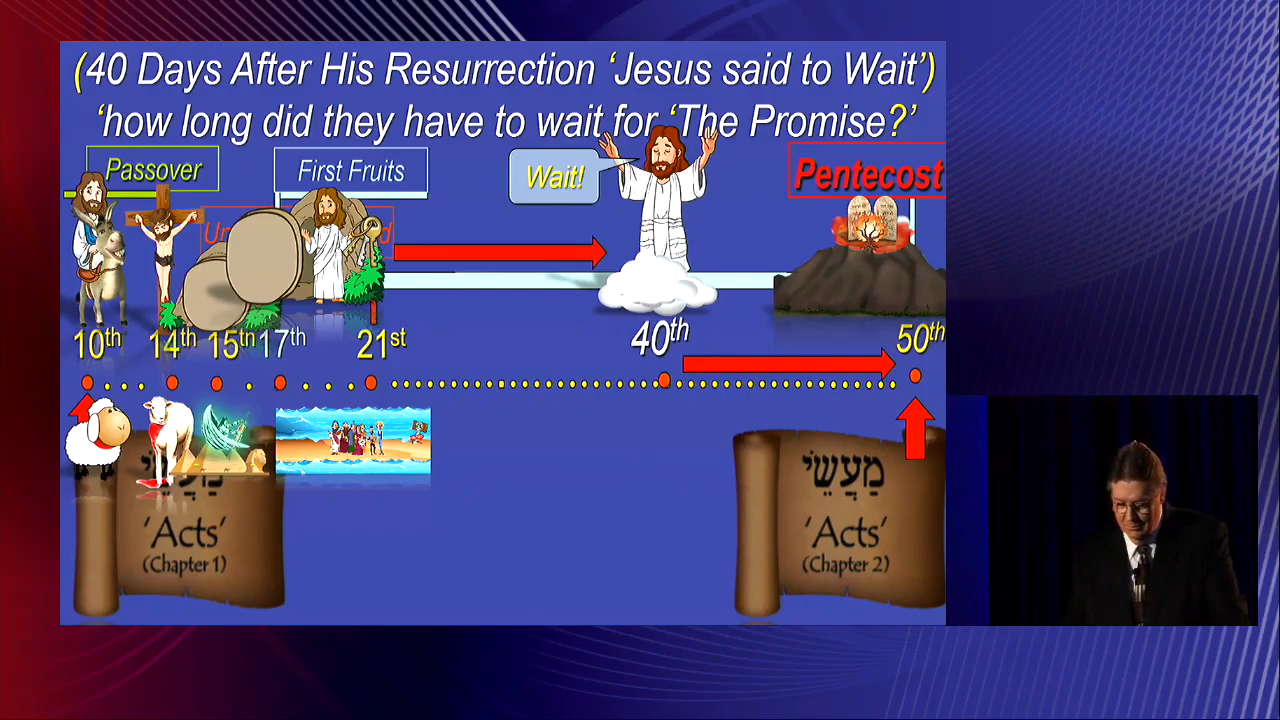 (40 Days After His Resurrection ‘Jesus said to Wait’)
‘how long did they have to wait for ‘The Promise?’
Passover
First Fruits
Wait!
Pentecost
10th
14th
15th
17th
21st
40th
50th
מַעֲשֵׂי
‘Acts’
(Chapter 1)
מַעֲשֵׂי
‘Acts’
(Chapter 2)